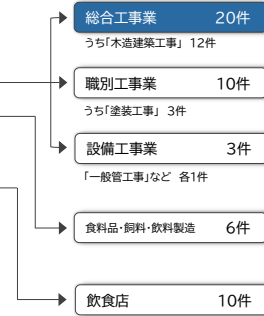 総合工事業 20件
うち｢木造建築工事｣ 12件
職別工事業 10件
うち｢塗装工事｣ 3件
設備工事業 3件
｢一般管工事｣など 各1件
食料品･飼料･飲料製造 6件
飲食店 10件